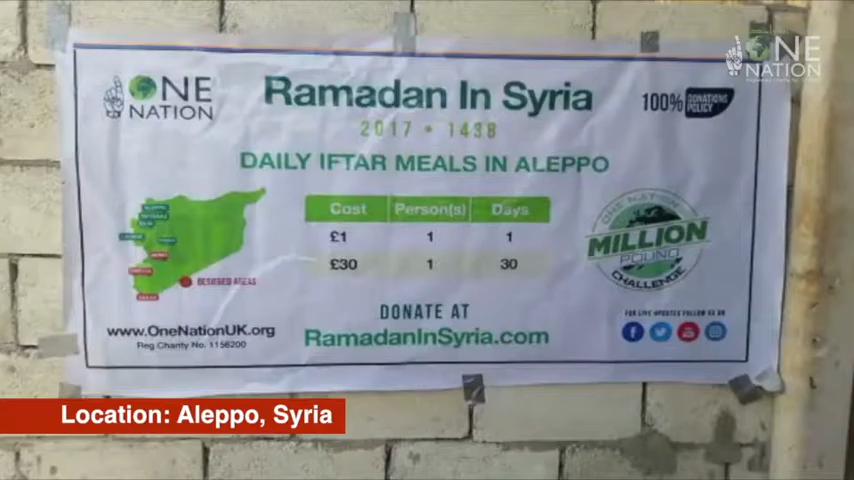 ONE
NATION
Ramadan In Syria
2017 • 1438
100% DONATIONS
POLICY
ONE
NATION
DAILY IFTAR MEALS IN ALEPPO
Cost Person(s) Days
£1 1 1
£30 1 30
BESIEGED AREAS
ONE NATION
MILLION
POUND
CHALLENGE
www.OneNationUK.org
Reg Charity No. 1156200
DONATE AT
RamadanInSyria.com
FOR LIVE UPDATES FOLLOW US ON
Location: Aleppo, Syria